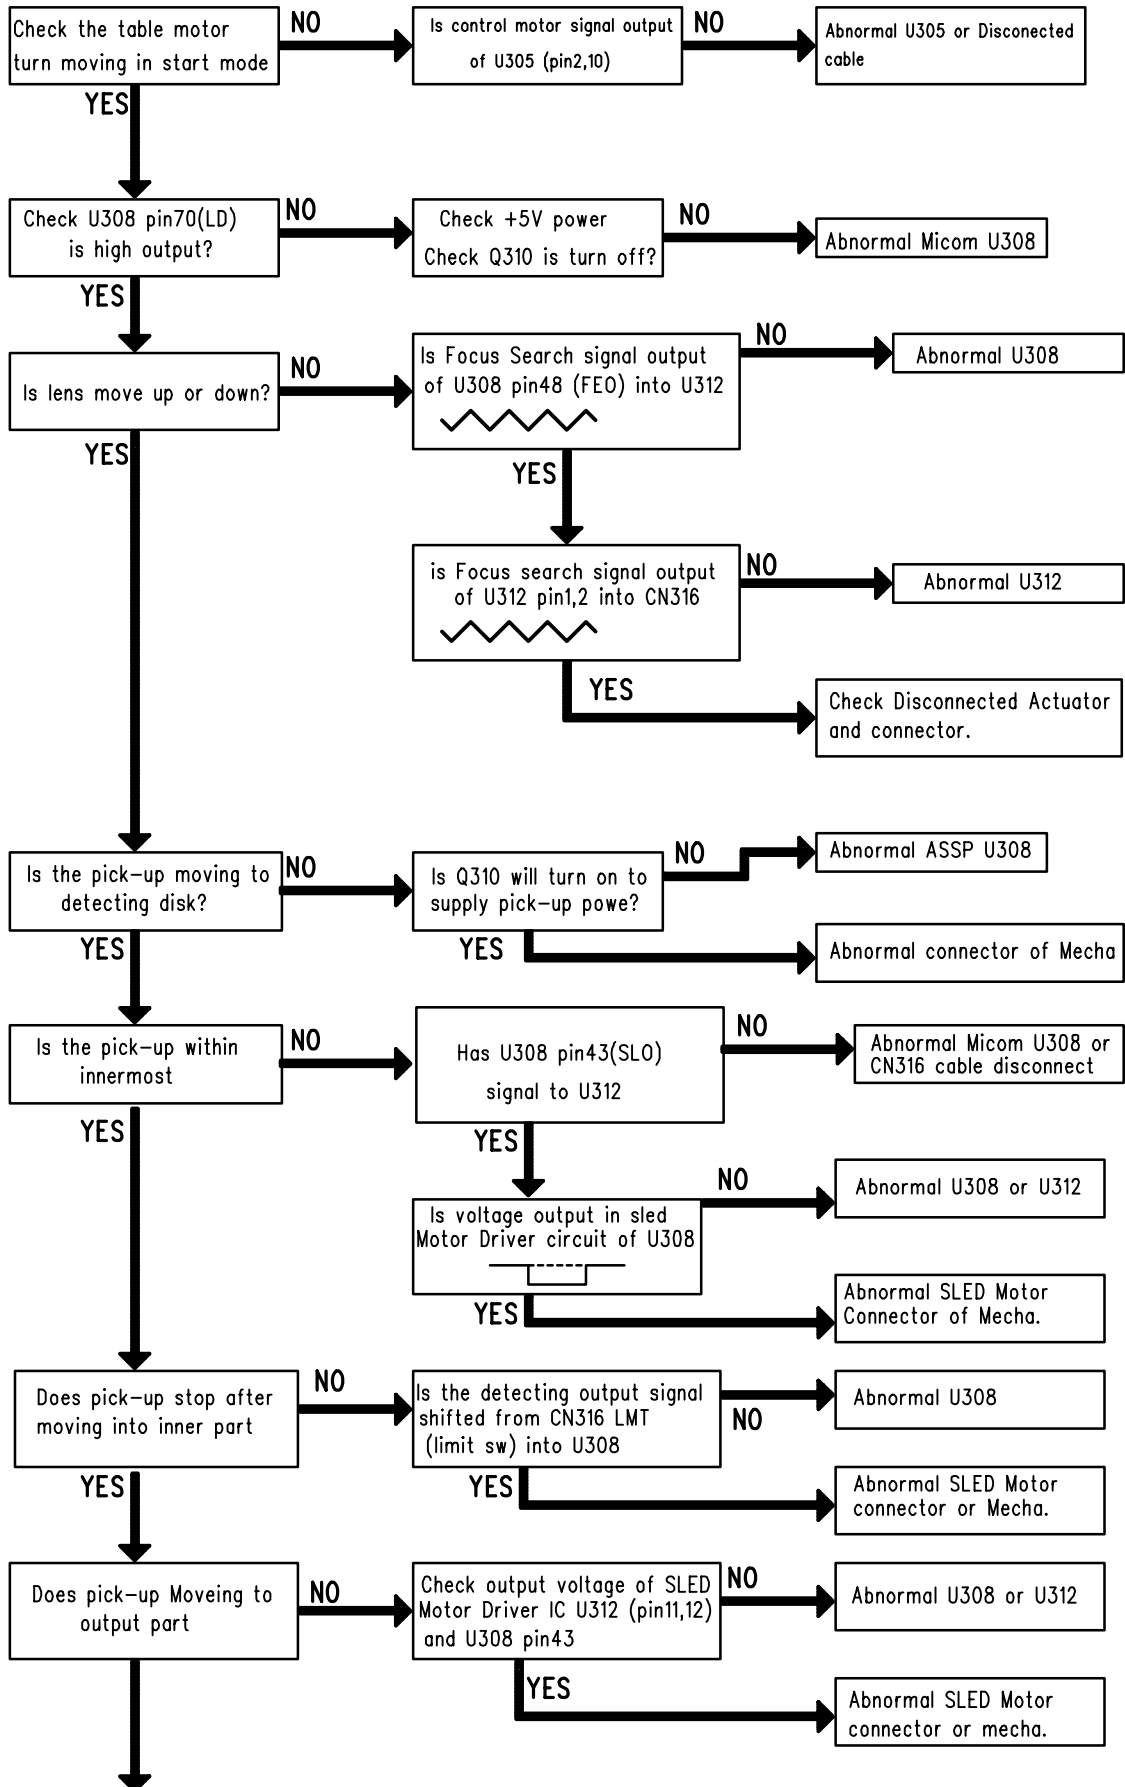 Check the table motor
turn moving in start mode
NO
Is control motor signal output
of U305 (pin2,10)
NO
Abnormal U305 or Disconected
cable
YES
Check U308 pin70(LD)
is high output?
NO
Check +5V power
Check Q310 is turn off?
NO
Abnormal Micom U308
YES
Is lens move up or down?
NO
Is Focus Search signal output
of U308 pin48 (FEO) into U312
NO
Abnormal U308
YES
YES
is Focus search signal output
of U312 pin1,2 into CN316
NO
Abnormal U312
YES
Check Disconnected Actuator
and connector.
Is the pick-up moving to
detecting disk?
NO
Is Q310 will turn on to
supply pick-up powe?
NO
Abnormal ASSP U308
YES
YES
Abnormal connector of Mecha
Is the pick-up within
innermost
NO
Has U308 pin43(SLO)
signal to U312
NO
Abnormal Micom U308 or
CN316 cable disconnect
YES
YES
Is voltage output in sled
Motor Driver circuit of U308
NO
Abnormal U308 or U312
YES
Abnormal SLED Motor
Connector of Mecha.
Does pick-up stop after
moving into inner part
NO
Is the detecting output signal
shifted from CN316 LMT
(limit sw) into U308
NO
Abnormal U308
YES
YES
Abnormal SLED Motor
connector or Mecha.
Does pick-up Moveing to
output part
NO
Check output voltage of SLED
Motor Driver IC U312 (pin11,12)
and U308 pin43
NO
Abnormal U308 or U312
YES
Abnormal SLED Motor
connector or mecha.